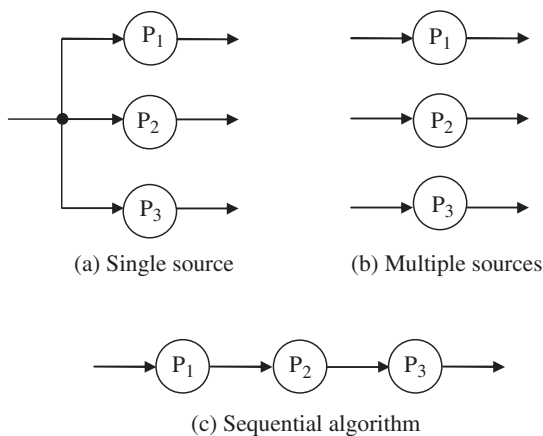 P1 P1
P2 P2
P3 P3
(a) Single source (b) Multiple sources
P1 P2 P3
(c) Sequential algorithm